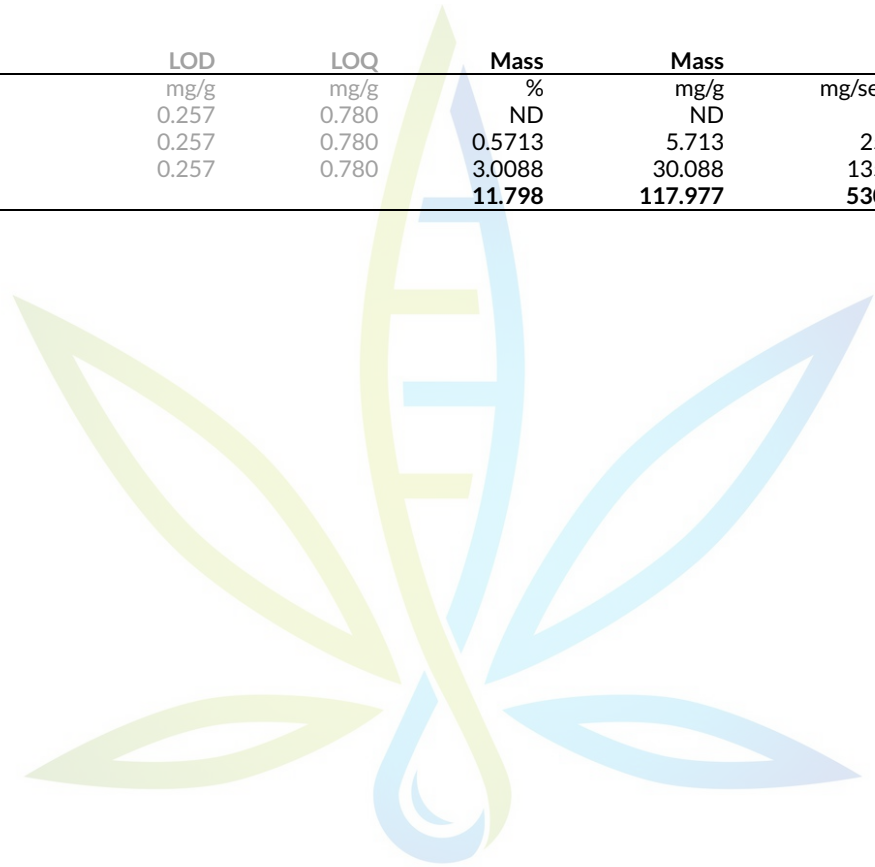 LOD LOQ Mass Mass
mg/g mg/g % mg/g
0.257 0.780 ND ND
0.257 0.780 0.5713 5.713
0.257 0.780 3.0088 30.088
11.798 117.977